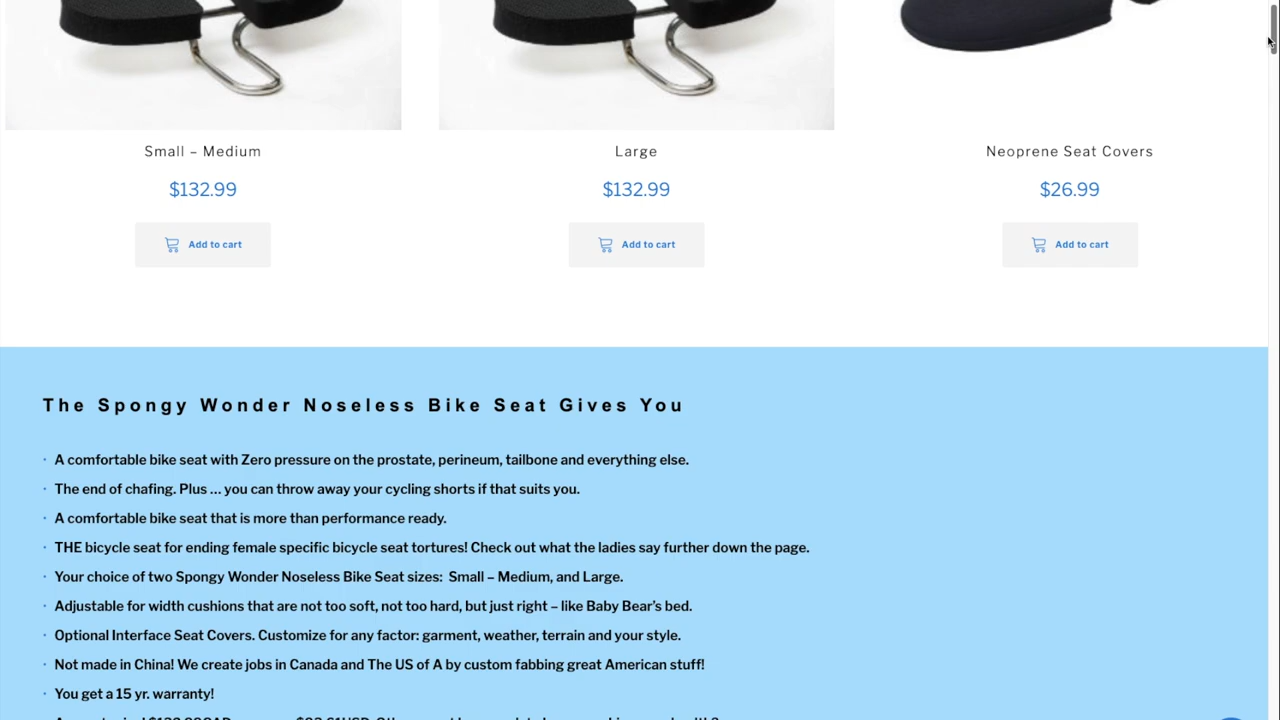 Small – Medium
Large
Neoprene Seat Covers
$132.99
$132.99
$26.99
Add to cart
Add to cart
Add to cart
The Spongy Wonder Noseless Bike Seat Gives You
· A comfortable bike seat with Zero pressure on the prostate, perineum, tailbone and everything else.
· The end of chafing. Plus … you can throw away your cycling shorts if that suits you.
· A comfortable bike seat that is more than performance ready.
· THE bicycle seat for ending female specific bicycle seat tortures! Check out what the ladies say further down the page.
· Your choice of two Spongy Wonder Noseless Bike Seat sizes: Small – Medium, and Large.
· Adjustable for width cushions that are not too soft, not too hard, but just right – like Baby Bear's bed.
· Optional Interface Seat Covers. Customize for any factor: garment, weather, terrain and your style.
· Not made in China! We create jobs in Canada and The US of A by custom fabbing great American stuff!
· You get a 15 yr. warranty!